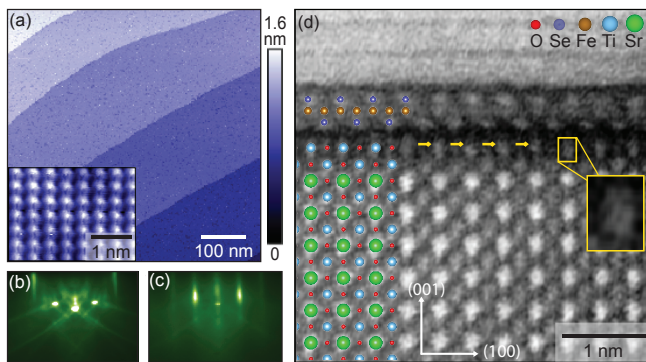 (a)
1.6
nm
0
1 nm
100 nm
(b)
(c)
(d)
O Se Fe Ti Sr
(001)
(100)
1 nm